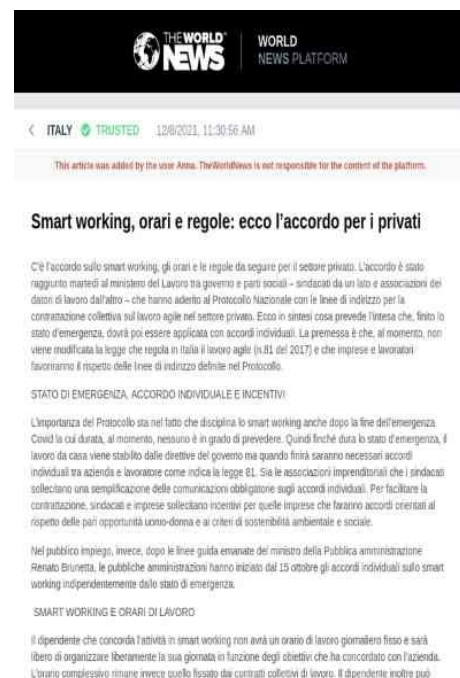 THE WORLD NEWS
WORLD
NEWS PLATFORM
< ITALY TRUSTED 12/8/2021, 11:30:56 AM
This article was added by the user Anna. TheWorldNews is not responsible for the content of the platform.
Smart working, orari e regole: ecco l'accordo per i privati
C'è l'accordo sullo smart working, gli orari e le regole da seguire per il settore privato. L'accordo è stato
raggiunto martedì al ministero del Lavoro tra governo e parti sociali – sindacati da un lato e associazioni dei
datori di lavoro dall'altro – che hanno aderito al Protocollo Nazionale con le linee di indirizzo per la
contrattazione collettiva sul lavoro agile nel settore privato. Ecco in sintesi cosa prevede l'intesa che, finito lo
stato d'emergenza, dovrà poi essere applicata con accordi individuali. La premessa è che, al momento, non
viene modificata la legge che regola in Italia il lavoro agile (n.81 del 2017) e che imprese e lavoratori
favoriranno il rispetto delle linee di indirizzo definite nel Protocollo.
STATO DI EMERGENZA, ACCORDO INDIVIDUALE E INCENTIVI
L'importanza del Protocollo sta nel fatto che disciplina lo smart working anche dopo la fine dell'emergenza
Covid la cui durata, al momento, nessuno è in grado di prevedere. Quindi finché dura lo stato d'emergenza, il
lavoro da casa viene stabilito dalle direttive del governo ma quando finirà saranno necessari accordi
individuali tra azienda e lavoratore come indica la legge 81. Sia le associazioni imprenditoriali che i sindacati
sollecitano una semplificazione delle comunicazioni obbligatorie sugli accordi individuali. Per facilitare la
contrattazione, sindacati e imprese sollecitano incentivi per quelle imprese che faranno accordi orientati al
rispetto delle pari opportunità uomo-donna e ai criteri di sostenibilità ambientale e sociale.
Nel pubblico impiego, invece, dopo le linee guida emanate del ministro della Pubblica amministrazione
Renato Brunetta, le pubbliche amministrazioni hanno iniziato dal 15 ottobre gli accordi individuali sullo smart
working indipendentemente dallo stato di emergenza.
SMART WORKING E ORARI DI LAVORO
Il dipendente che concorda l'attività in smart working non avrà un orario di lavoro giornaliero fisso e sarà
libero di organizzare liberamente la sua giornata in funzione degli obiettivi che ha concordato con l'azienda.
L'orario complessivo rimane invece quello fissato dai contratti collettivi di lavoro. Il dipendente inoltre può